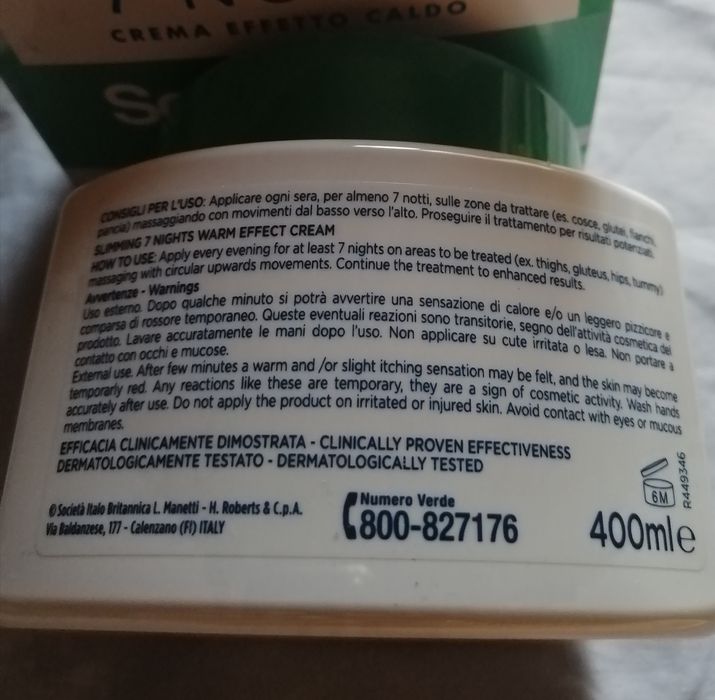 CREMA EFFETTO CALDO
So
CONSIGLI PER L'USO: Applicare ogni sera, per almeno 7 notti, sulle zone da trattare (es. cosce, glutei, fianchi,
pancia) massaggiando con movimenti dal basso verso l'alto. Proseguire il trattamento per risultati potenziati.
SLIMMING 7 NIGHTS WARM EFFECT CREAM
HOW TO USE: Apply every evening for at least 7 nights on areas to be treated (ex. thighs, gluteus, hips, tummy)
massaging with circular upwards movements. Continue the treatment to enhanced results.
Avvertenze - Warnings
Uso esterno. Dopo qualche minuto si potrà avvertire una sensazione di calore e/o un leggero pizzicore e
comparsa di rossore temporaneo. Queste eventuali reazioni sono transitorie, segno dell'attività cosmetica del
prodotto. Lavare accuratamente le mani dopo l'uso. Non applicare su cute irritata o lesa. Non portare a
contatto con occhi e mucose.
External use. After few minutes a warm and /or slight itching sensation may be felt, and the skin may become
temporarily red. Any reactions like these are temporary, they are a sign of cosmetic activity. Wash hands
accurately after use. Do not apply the product on irritated or injured skin. Avoid contact with eyes or mucous
membranes.
EFFICACIA CLINICAMENTE DIMOSTRATA - CLINICALLY PROVEN EFFECTIVENESS
DERMATOLOGICAMENTE TESTATO - DERMATOLOGICALLY TESTED
© Società Italo Britannica L. Manetti - H. Roberts & C.p.A.
Via Baldanzese, 177 - Calenzano (FI) ITALY
Numero Verde
800-827176
6M
R449346
400ml e